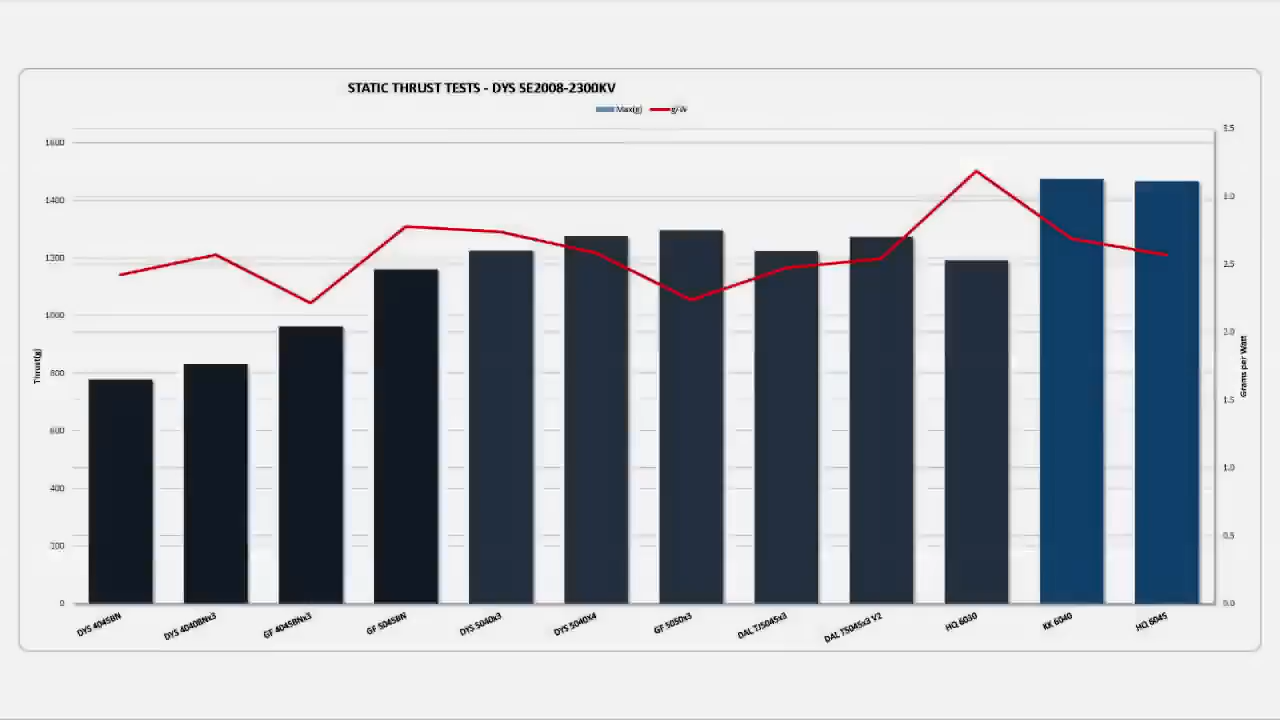 STATIC THRUST TESTS - DYS SE2008-2300KV
Max(g) g/W
1600
1400
1200
1000
800
600
400
200
0
Thrust(g)
3.5
3.0
2.5
2.0
1.5
1.0
0.5
0.0
Grams per Watt
DYS 4045BN
DYS 4040BNx3
GF 4045BNx3
GF 5045BN
DYS 5040x3
DYS 5040X4
GF 5050x3
DAL TJ5045x3
DAL T5045x3 V2
HQ 6030
KK 6040
HQ 6045